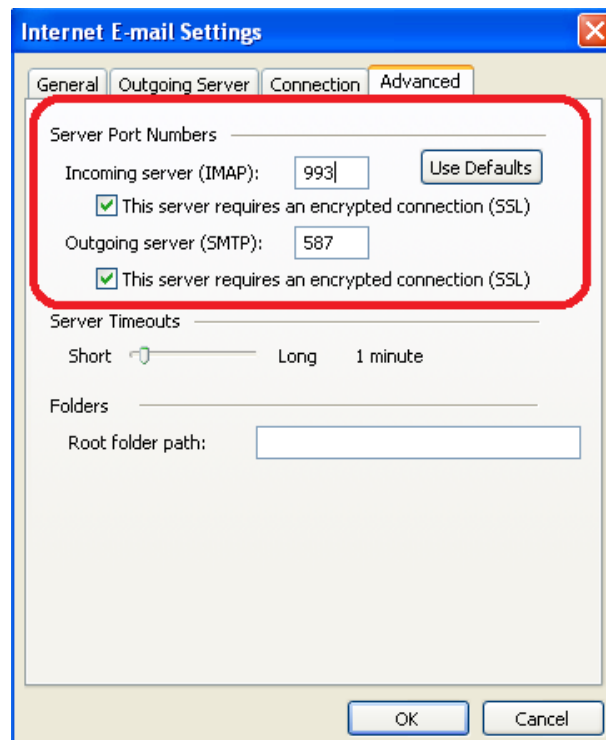 Internet E-mail Settings
General Outgoing Server Connection Advanced
Server Port Numbers
Incoming server (IMAP): 993 Use Defaults
This server requires an encrypted connection (SSL)
Outgoing server (SMTP): 587
This server requires an encrypted connection (SSL)
Server Timeouts
Short Long 1 minute
Folders
Root folder path:
OK Cancel